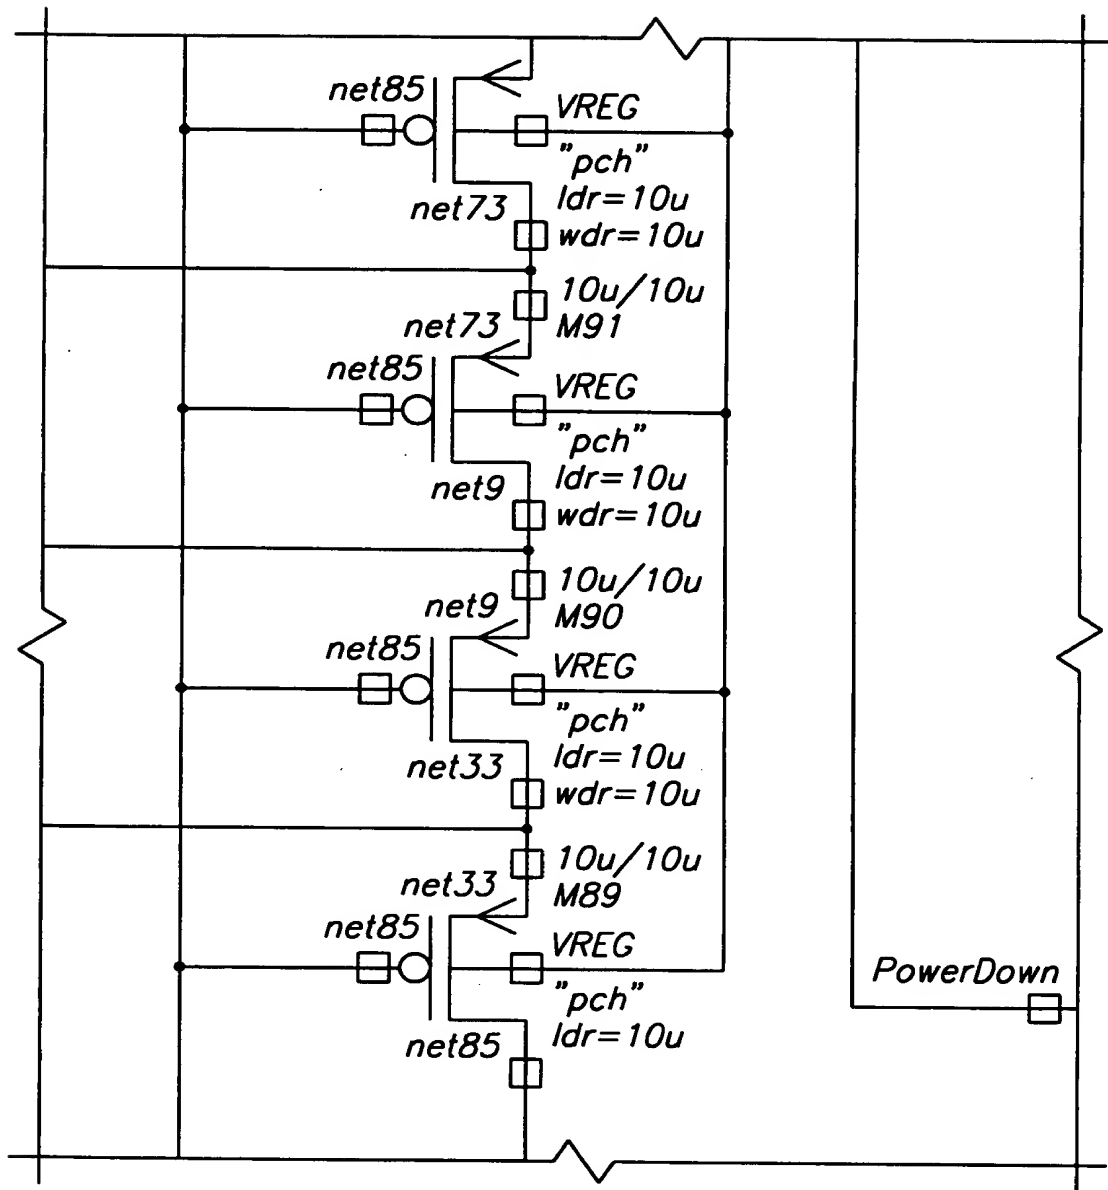 net85
VREG
"pch"
ldr=10u
wdr=10u
net73
10u/10u
M91
net73
net85
VREG
"pch"
ldr=10u
wdr=10u
net9
10u/10u
M90
net9
net85
VREG
"pch"
ldr=10u
wdr=10u
net33
10u/10u
M89
net33
net85
VREG
"pch"
ldr=10u
net85
PowerDown